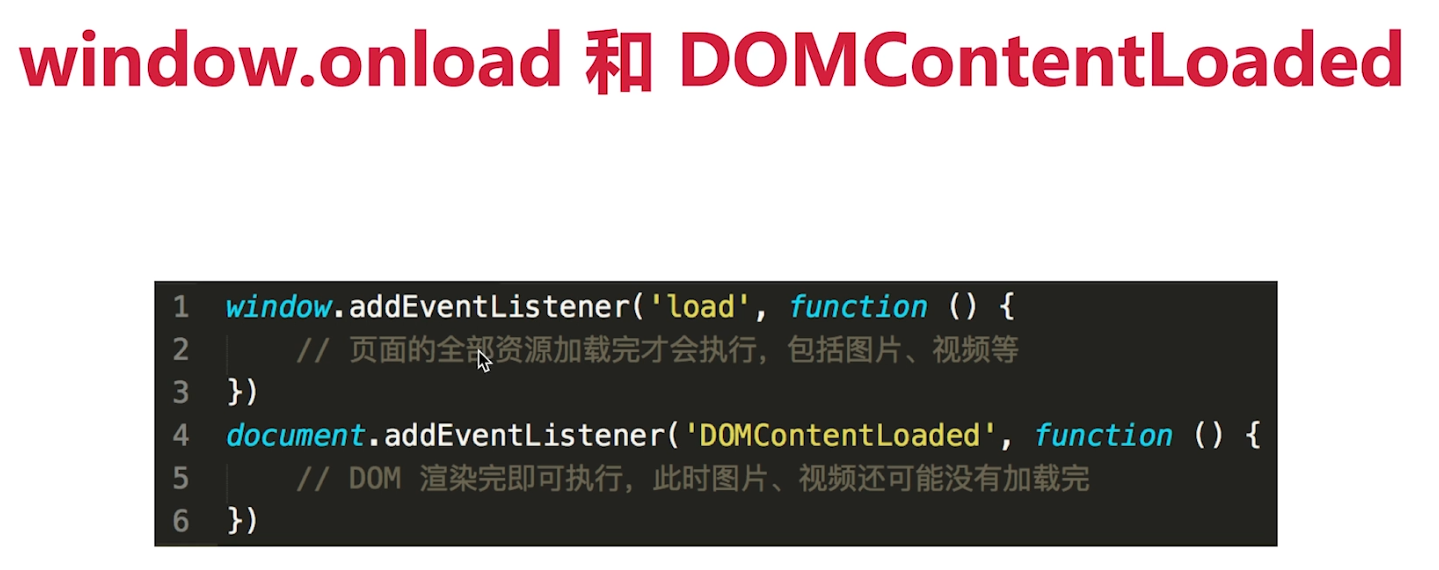 window.onload 和 DOMContentLoaded
1 window.addEventListener('load', function () {
2 // 页面的全部资源加载完才会执行，包括图片、视频等
3 })
4 document.addEventListener('DOMContentLoaded', function () {
5 // DOM 渲染完即可执行，此时图片、视频还可能没有加载完
6 })